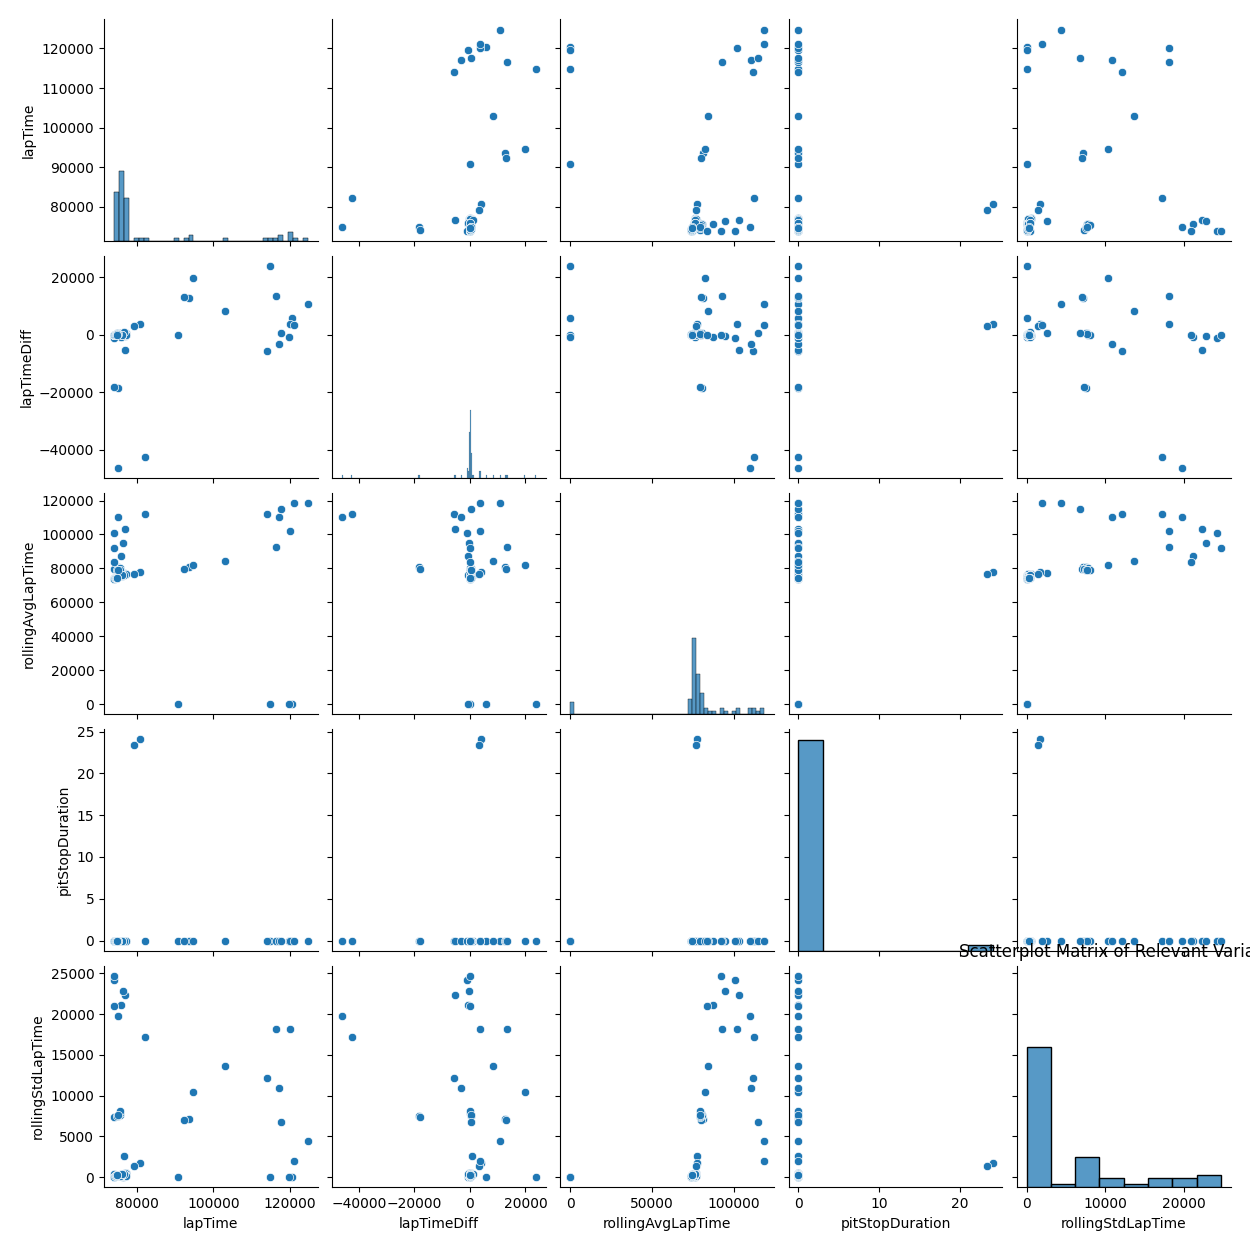 120000
110000
100000
90000
80000
lapTime
20000
0
−20000
−40000
lapTimeDiff
120000
100000
80000
60000
40000
20000
0
rollingAvgLapTime
25
20
15
10
5
0
pitStopDuration
Scatterplot Matrix of Relevant Varia
25000
20000
15000
10000
5000
0
rollingStdLapTime
80000 100000 120000
−40000 −20000 0 20000
0 50000 100000
0 10 20
0 10000 20000
lapTime lapTimeDiff rollingAvgLapTime pitStopDuration rollingStdLapTime